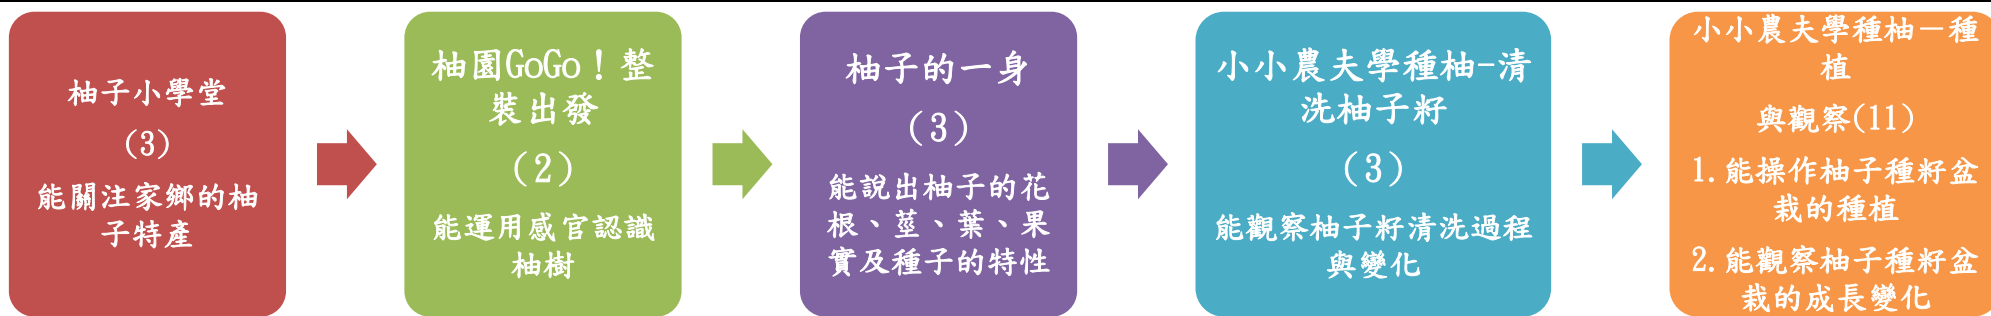 柚子小學堂
(3)
能關注家鄉的柚
子特產
柚園GoGo！整
裝出發
(2)
能運用感官認識
柚樹
柚子的一身
(3)
能說出柚子的花
根、莖、葉、果
實及種子的特性
小小農夫學種柚-清
洗柚子籽
(3)
能觀察柚子籽清洗過程
與變化
小小農夫學種柚－種
植
與觀察(11)
1.能操作柚子種籽盆
栽的種植
2.能觀察柚子種籽盆
栽的成長變化